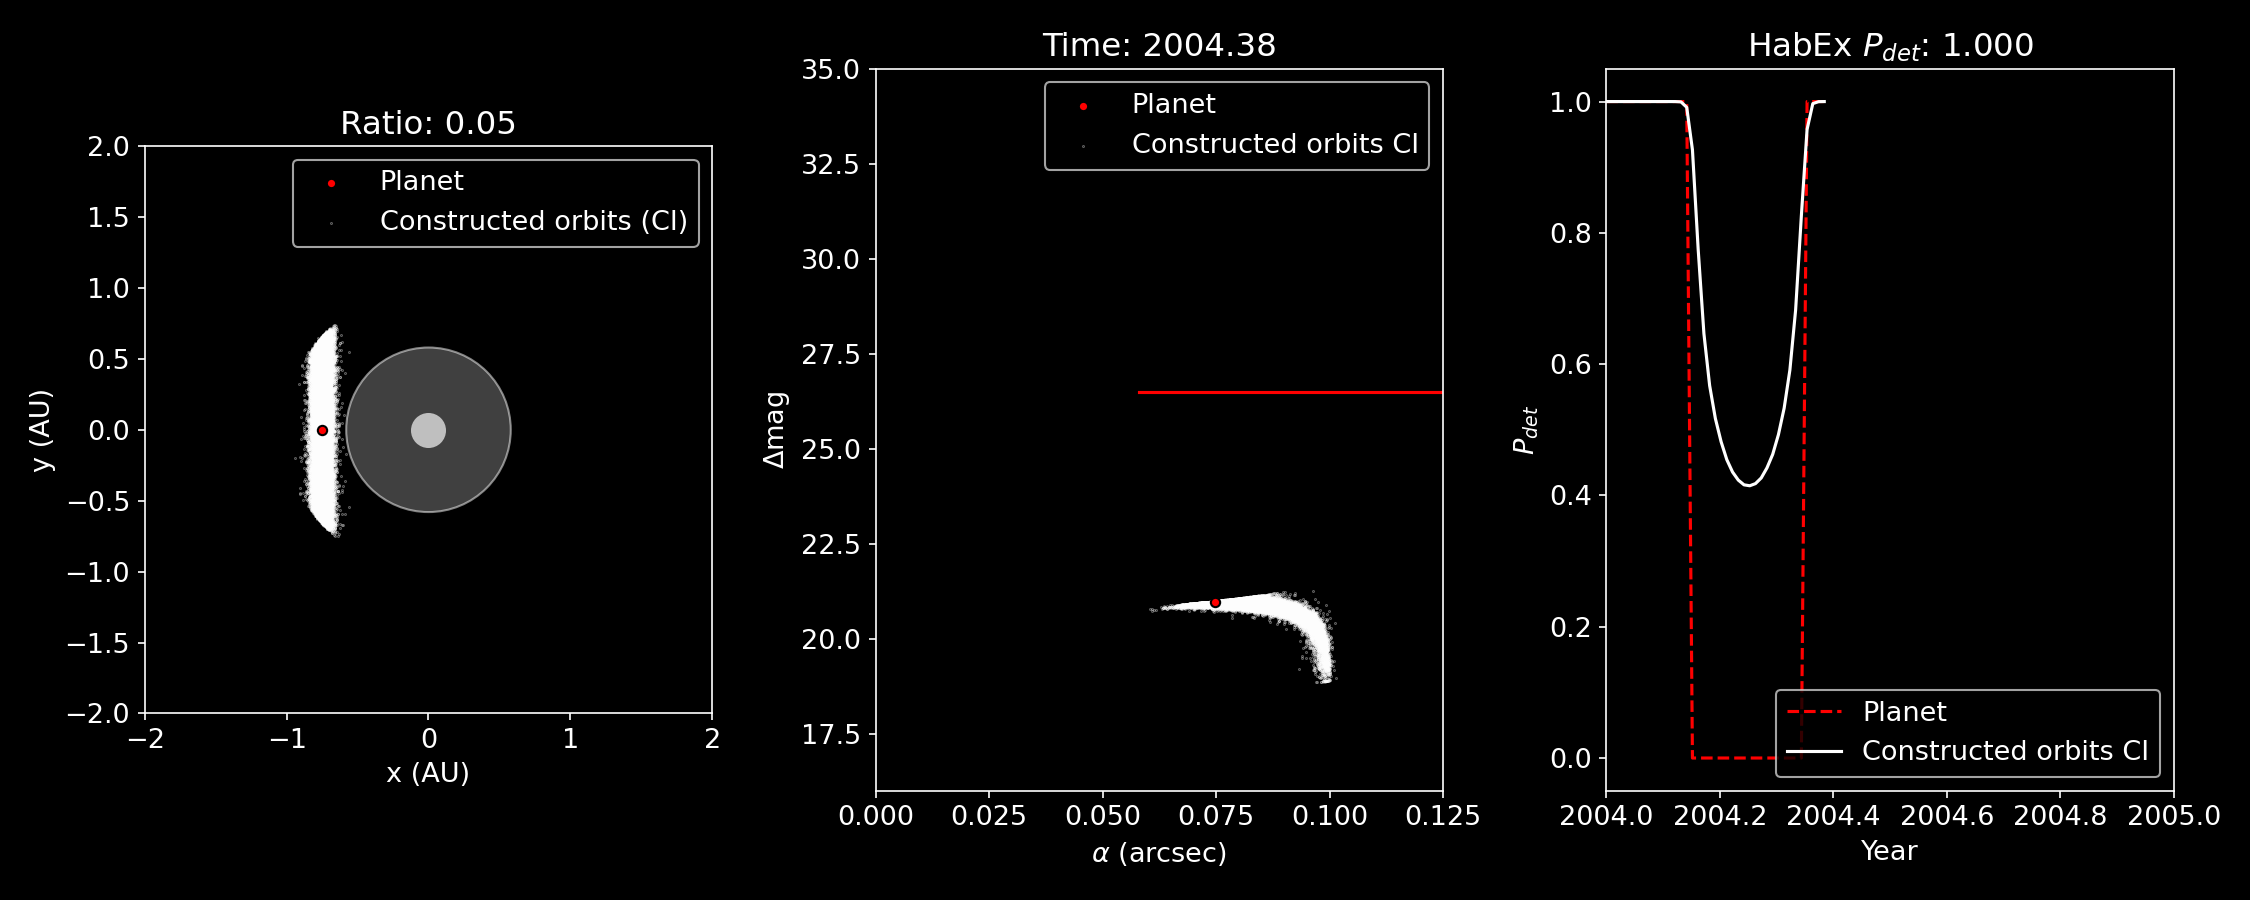 Ratio: 0.05
2.0
1.5
1.0
0.5
0.0
−0.5
−1.0
−1.5
−2.0
−2 −1 0 1 2
x (AU)
y (AU)
Planet
Constructed orbits (CI)
Time: 2004.38
35.0
32.5
30.0
27.5
25.0
22.5
20.0
17.5
0.000 0.025 0.050 0.075 0.100 0.125
α (arcsec)
Δmag
Planet
Constructed orbits CI
HabEx P_det: 1.000
1.0
0.8
0.6
0.4
0.2
0.0
2004.0 2004.2 2004.4 2004.6 2004.8 2005.0
Year
P_det
Planet
Constructed orbits CI